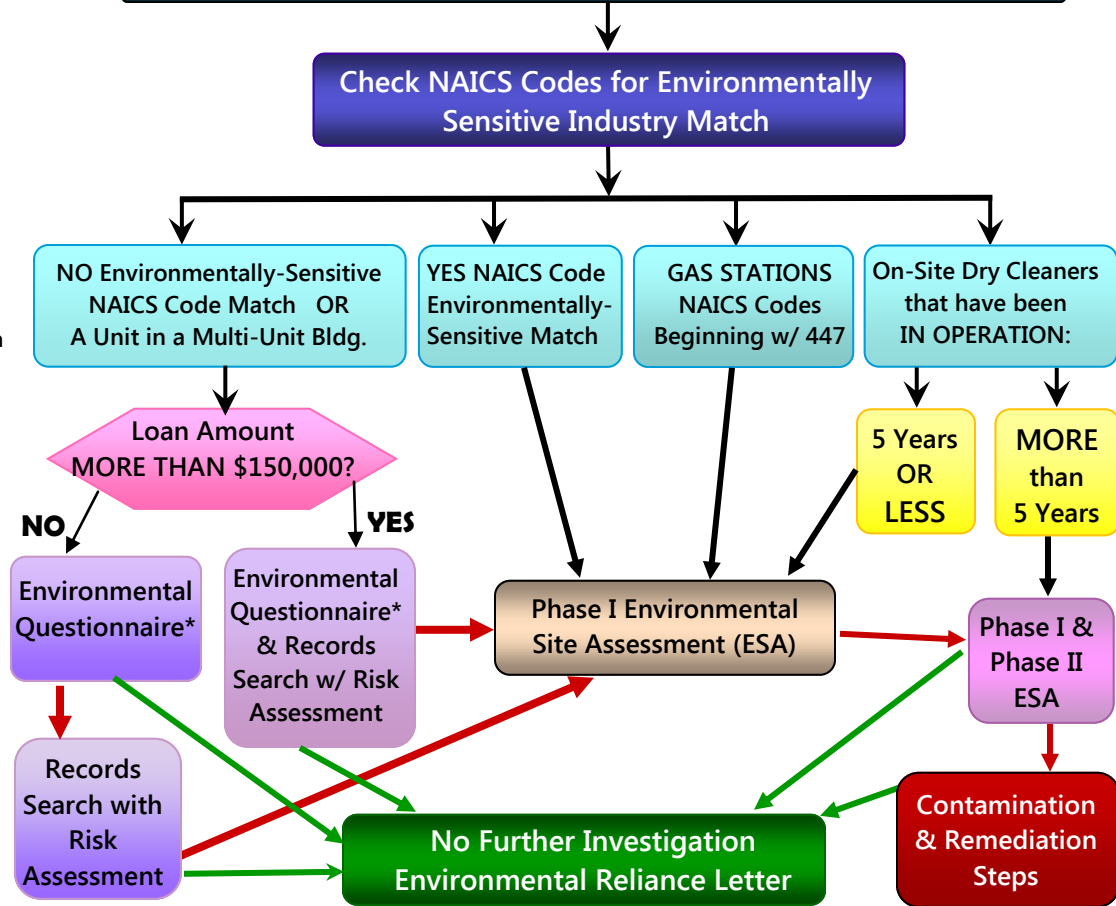 Check NAICS Codes for Environmentally
Sensitive Industry Match
NO Environmentally-Sensitive
NAICS Code Match OR
A Unit in a Multi-Unit Bldg.
YES NAICS Code
Environmentally-
Sensitive Match
GAS STATIONS
NAICS Codes
Beginning w/ 447
On-Site Dry Cleaners
that have been
IN OPERATION:
Loan Amount
MORE THAN $150,000?
5 Years
OR
LESS
MORE
than
5 Years
NO
YES
Environmental
Questionnaire*
Environmental
Questionnaire*
& Records
Search w/ Risk
Assessment
Phase I Environmental
Site Assessment (ESA)
Phase I &
Phase II
ESA
Records
Search with
Risk
Assessment
No Further Investigation
Environmental Reliance Letter
Contamination
& Remediation
Steps